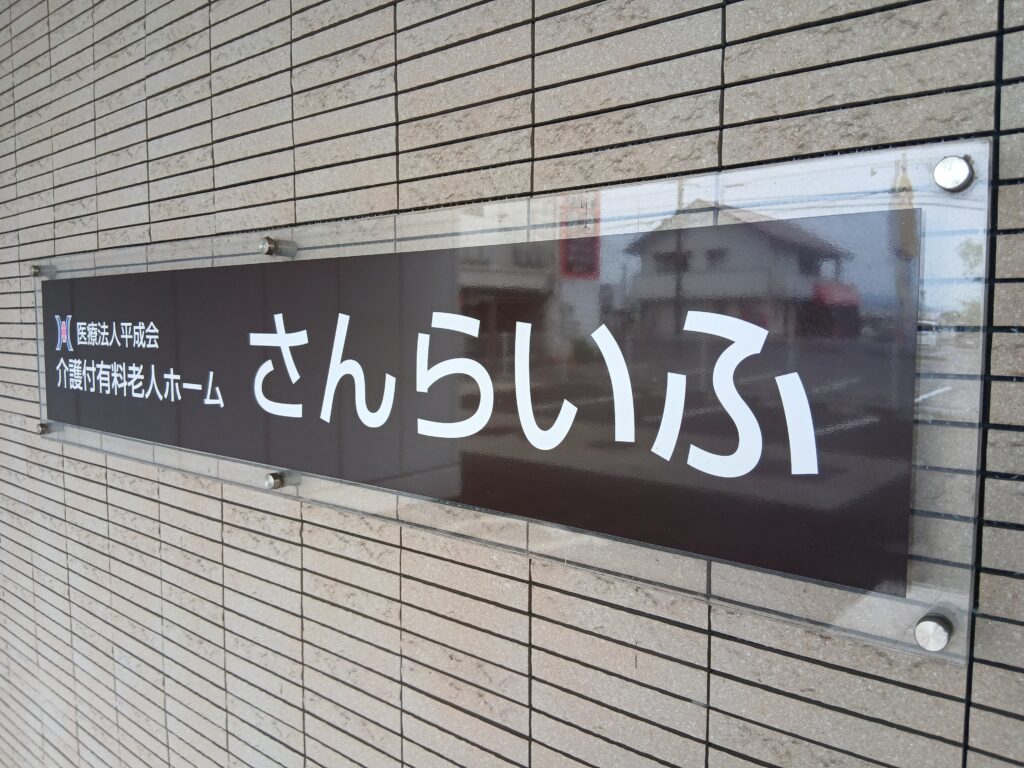 医療法人平成会
介護付有料老人ホーム
さんらいふ